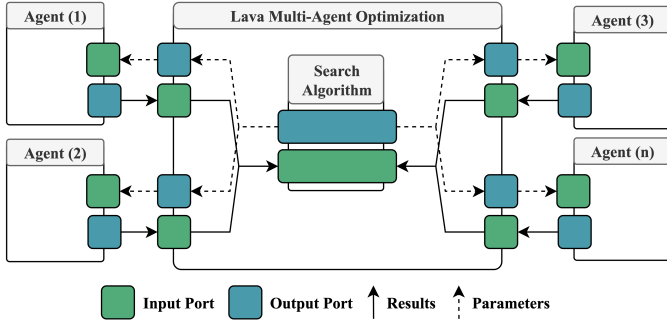 Agent (1)
Lava Multi-Agent Optimization
Agent (3)
Search
Algorithm
Agent (2)
Agent (n)
Input Port
Output Port
Results
Parameters